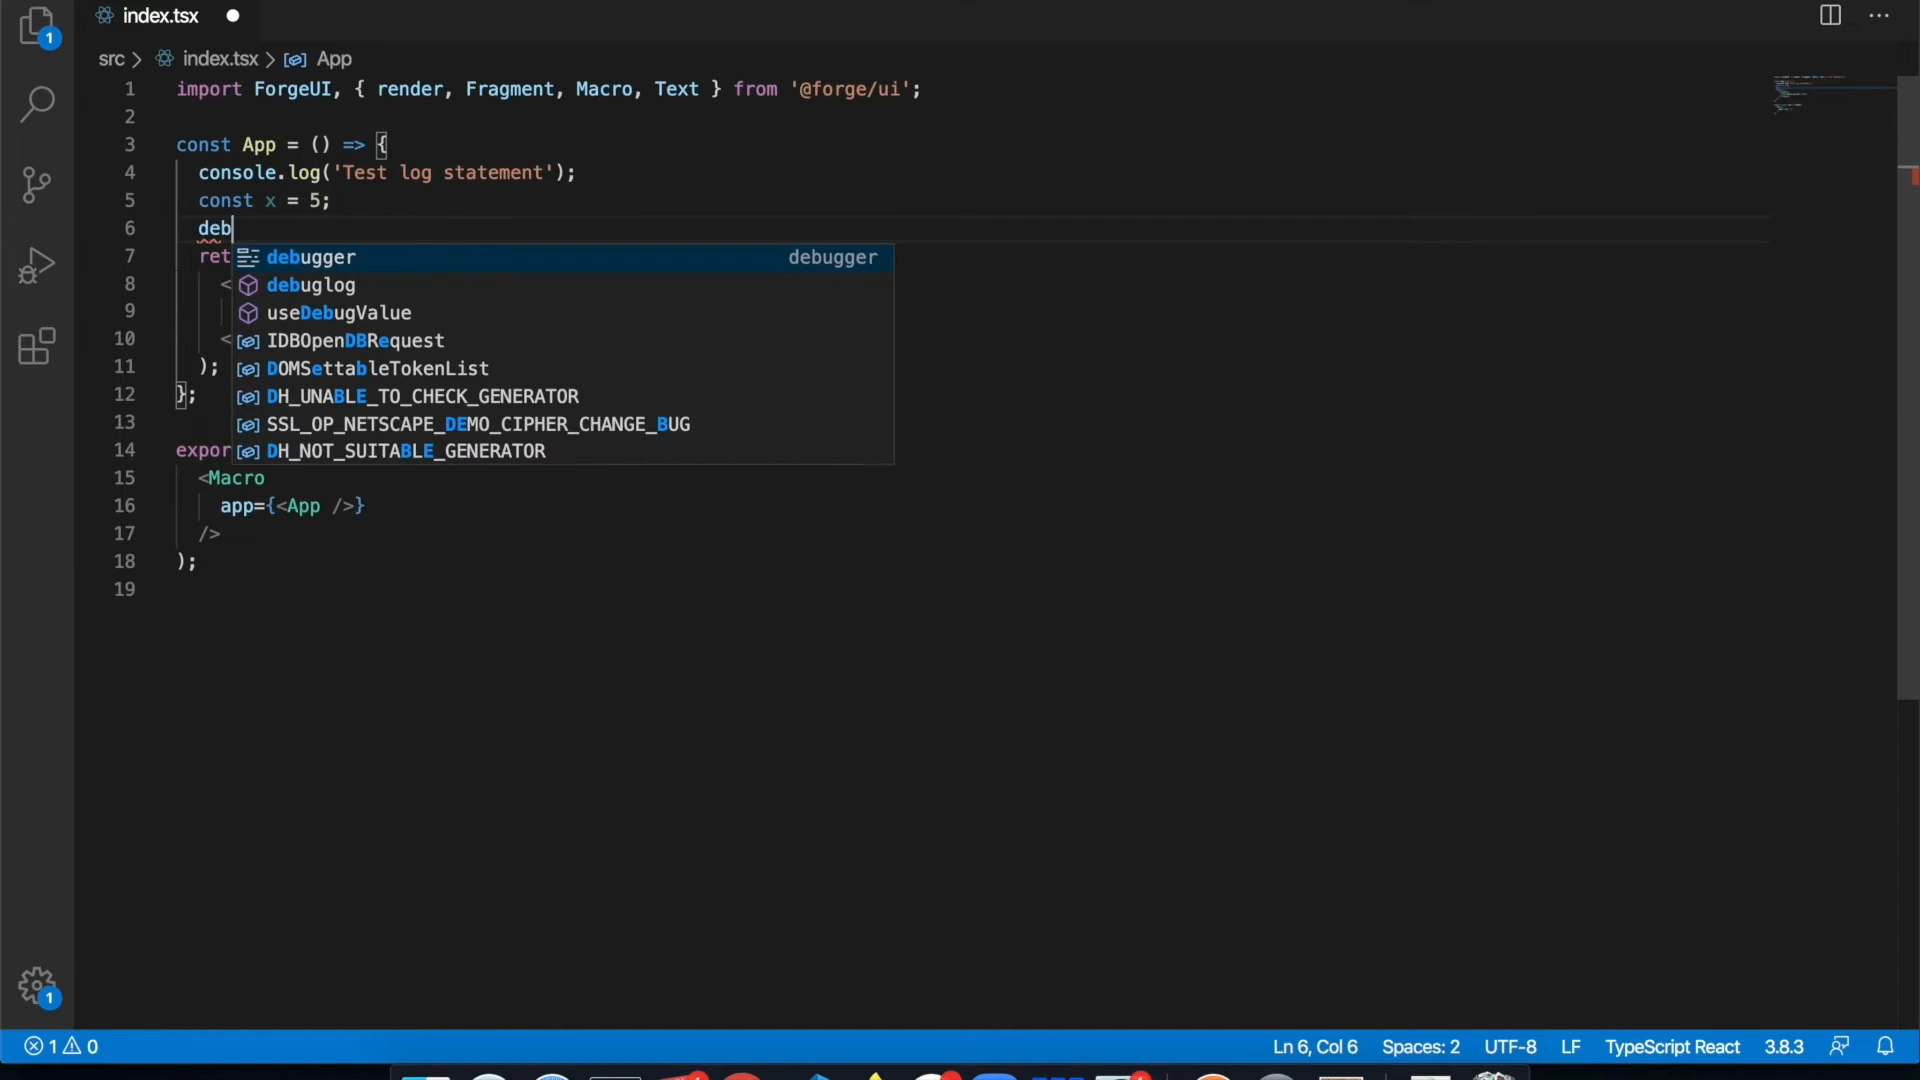 index.tsx
1
src > index.tsx > App
1 import ForgeUI, { render, Fragment, Macro, Text } from '@forge/ui';
2
3 const App = () => {
4 console.log('Test log statement');
5 const x = 5;
6 deb
7 ret
debugger debugger
8 <
debuglog
9
useDebugValue
10 <
IDBOpenDBRequest
11 );
DOMSettableTokenList
12 };
DH_UNABLE_TO_CHECK_GENERATOR
13
SSL_OP_NETSCAPE_DEMO_CIPHER_CHANGE_BUG
14 expor
DH_NOT_SUITABLE_GENERATOR
15 <Macro
16 app={<App />}
17 />
18 );
19
1
1 0 Ln 6, Col 6 Spaces: 2 UTF-8 LF TypeScript React 3.8.3